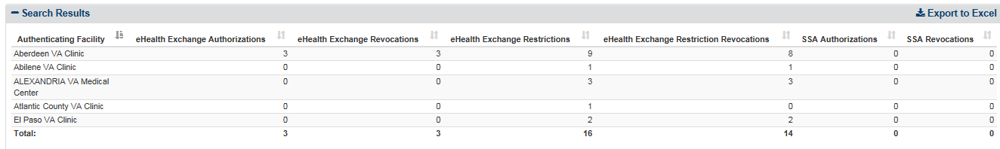 Search Results Export to Excel
Authenticating Facility eHealth Exchange Authorizations eHealth Exchange Revocations eHealth Exchange Restrictions eHealth Exchange Restriction Revocations SSA Authorizations SSA Revocations
Aberdeen VA Clinic 3 3 9 8 0 0
Abilene VA Clinic 0 0 1 1 0 0
ALEXANDRIA VA Medical 0 0 3 3 0 0
Center
Atlantic County VA Clinic 0 0 1 0 0 0
El Paso VA Clinic 0 0 2 2 0 0
Total: 3 3 16 14 0 0